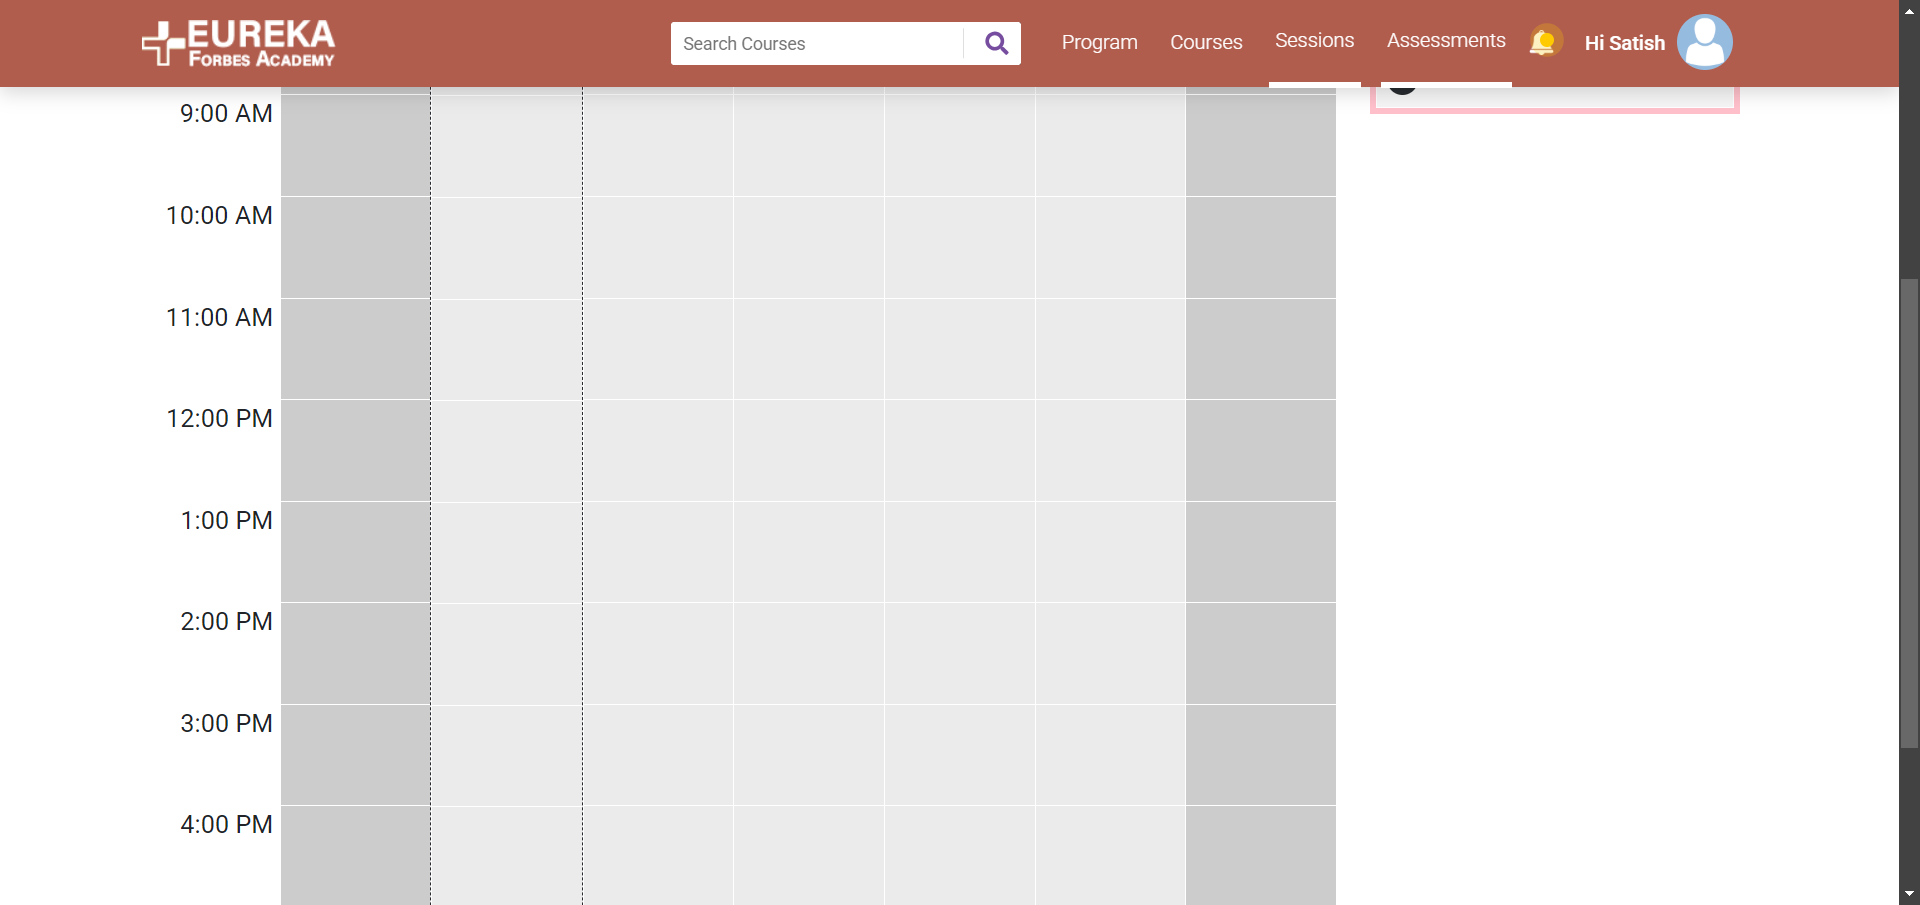 EUREKA
FORBES ACADEMY
Search Courses
Program
Courses
Sessions
Assessments
Hi Satish
9:00 AM
10:00 AM
11:00 AM
12:00 PM
1:00 PM
2:00 PM
3:00 PM
4:00 PM